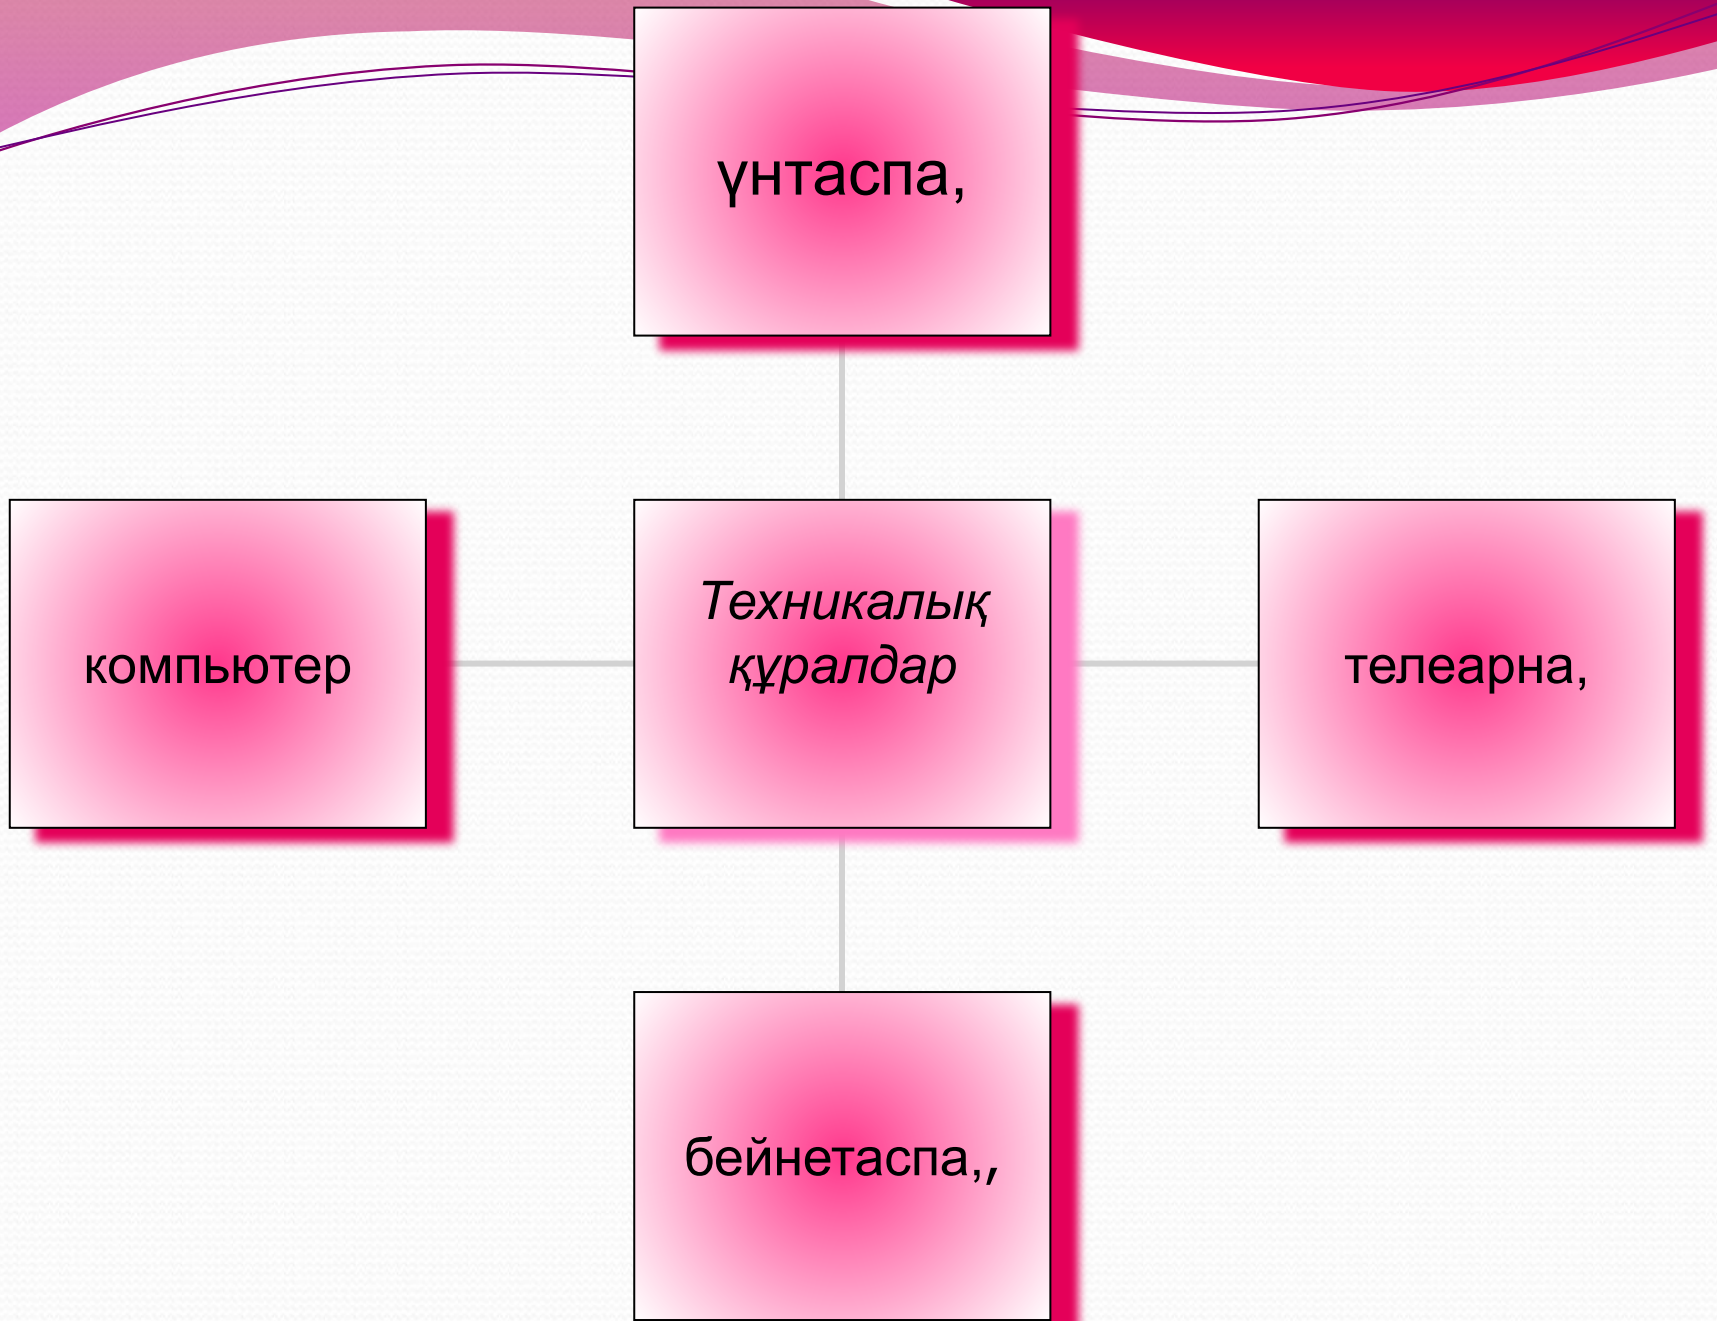 үнтаспа,
компьютер
Техникалық
құралдар
телеарна,
бейнетаспа,,